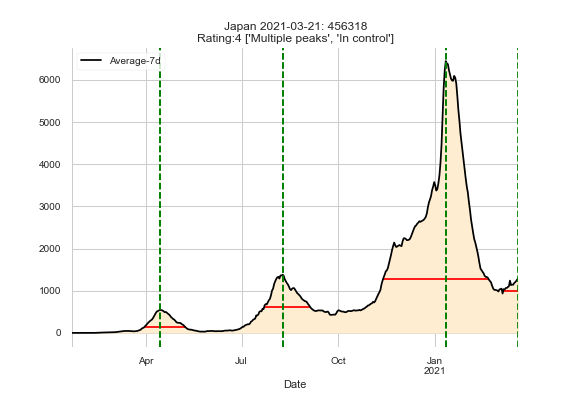 Japan 2021-03-21: 456318
Rating:4 ['Multiple peaks', 'In control']
Average-7d
6000
5000
4000
3000
2000
1000
0
Apr
Jul
Oct
Jan
2021
Date